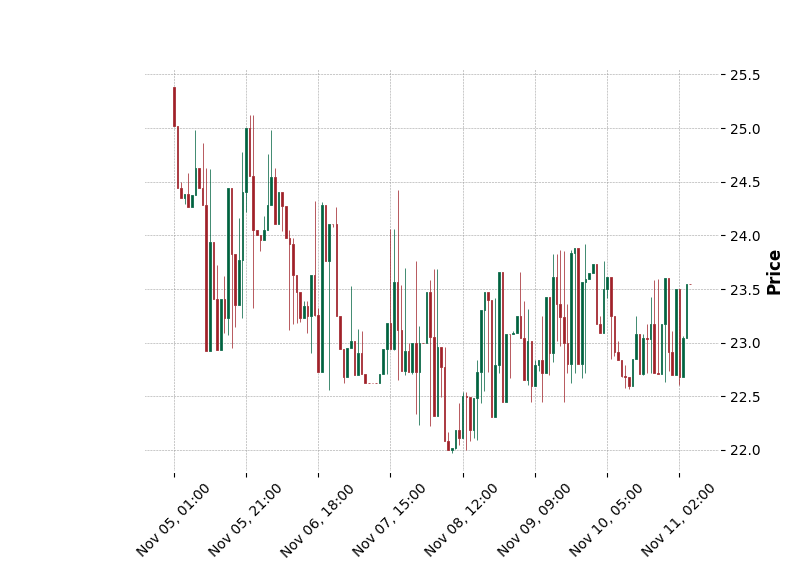 25.5
25.0
24.5
24.0
23.5
23.0
22.5
22.0
Price
Nov 05, 01:00
Nov 05, 21:00
Nov 06, 18:00
Nov 07, 15:00
Nov 08, 12:00
Nov 09, 09:00
Nov 10, 05:00
Nov 11, 02:00